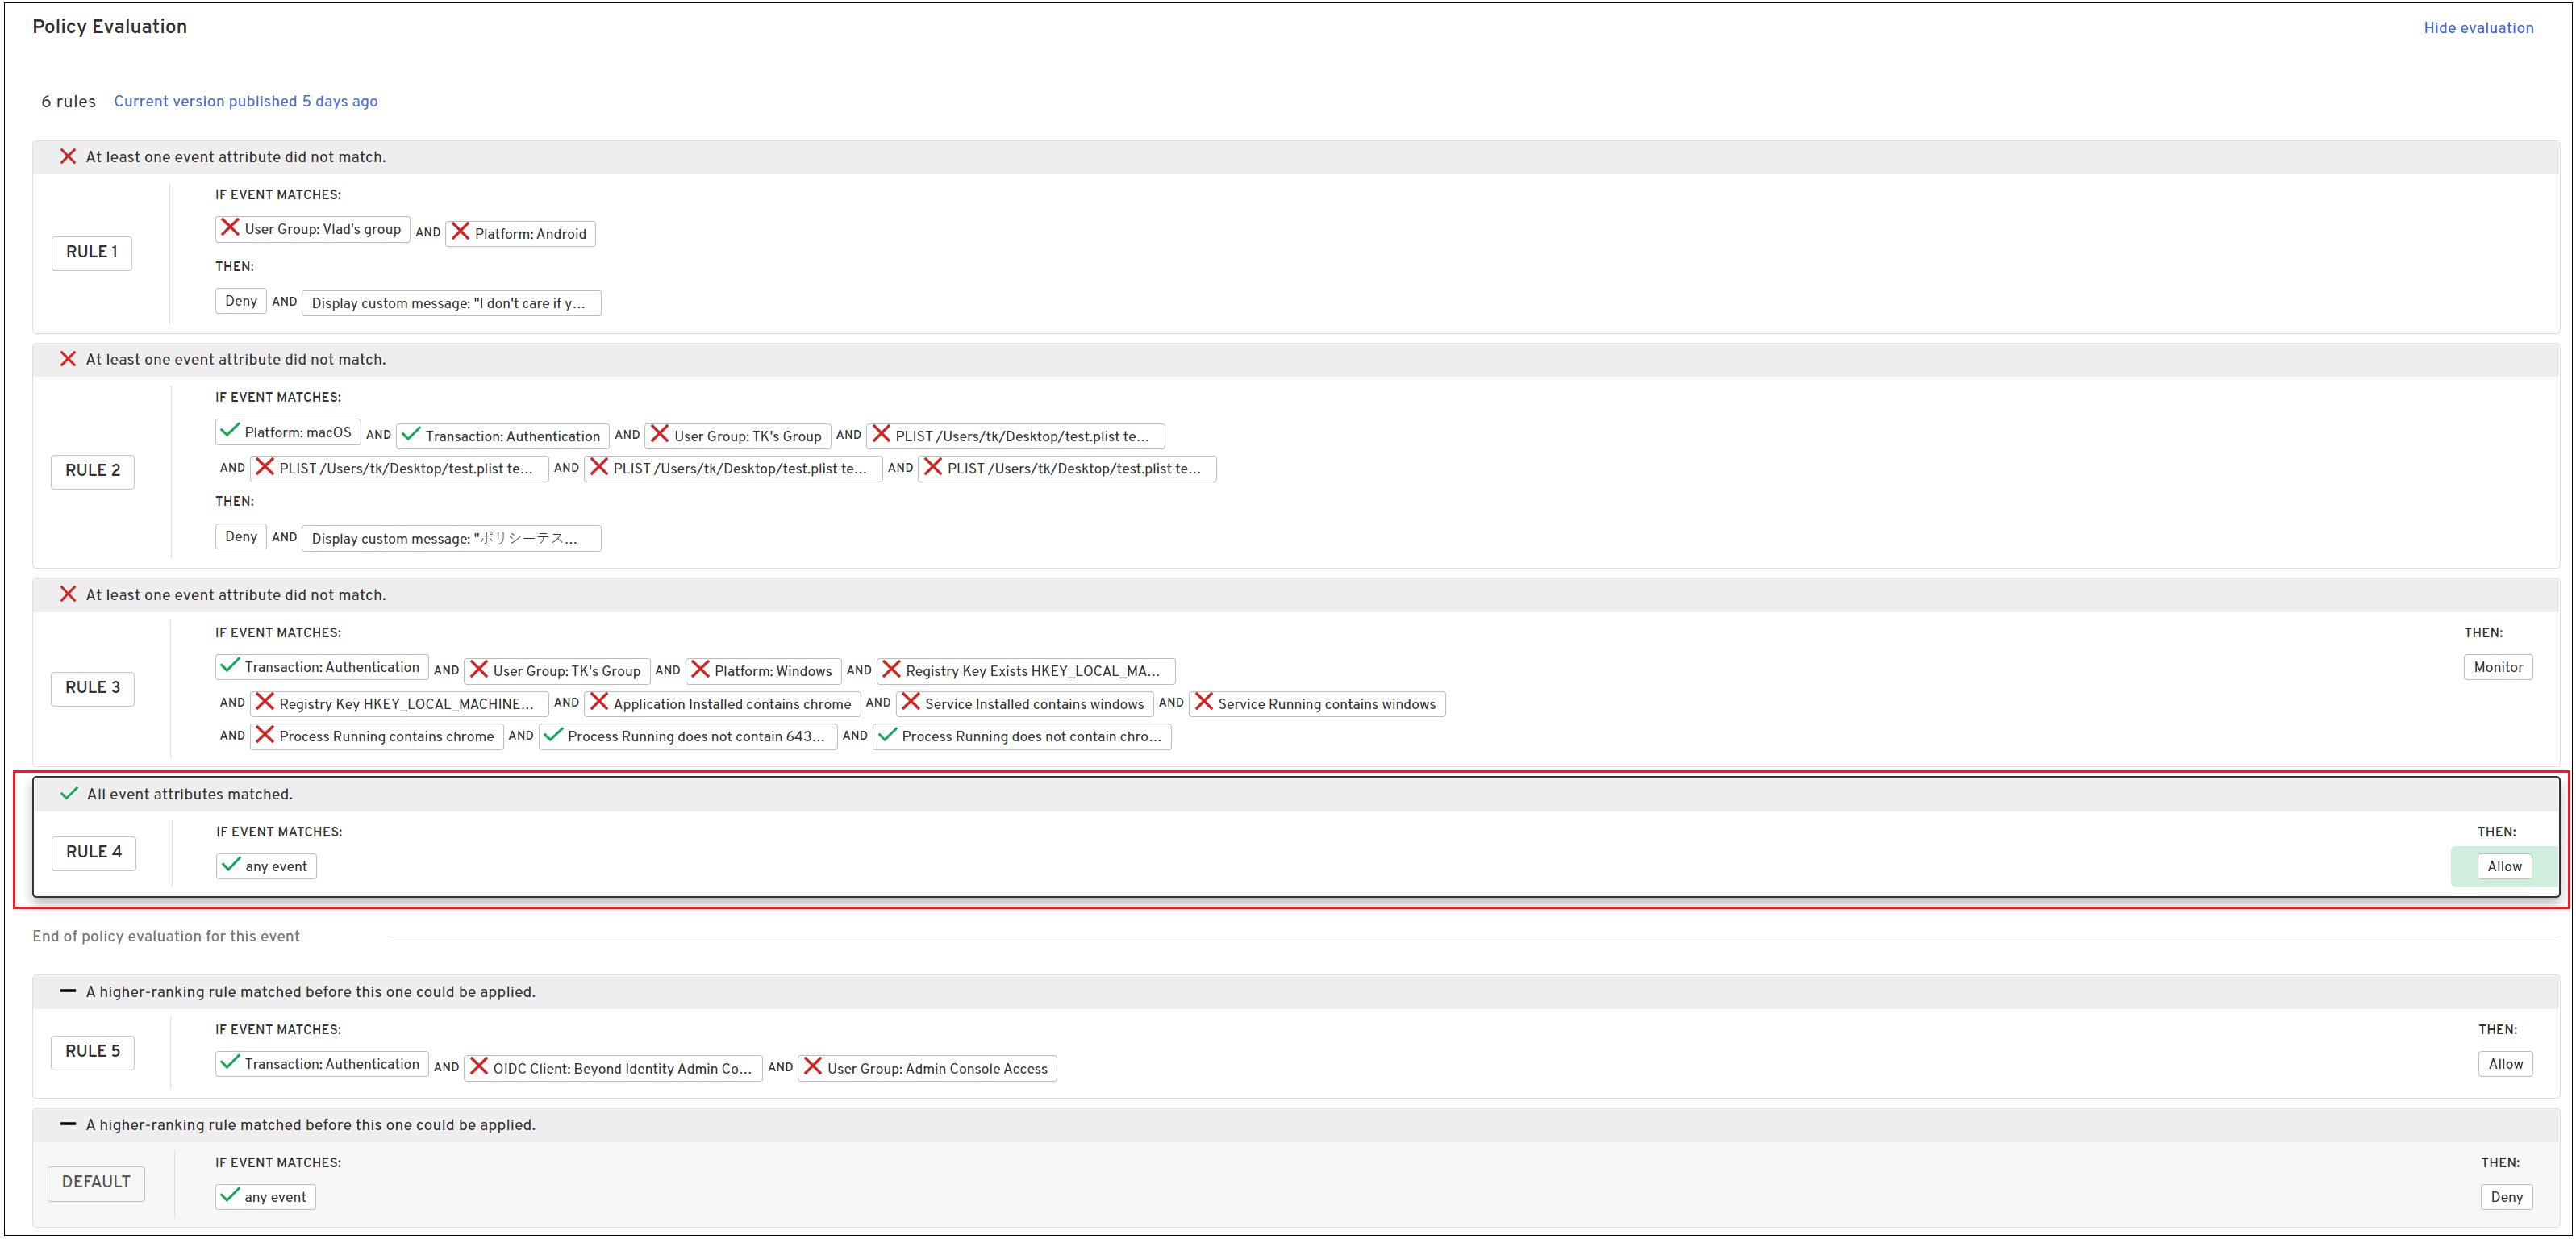 Policy Evaluation
Hide evaluation
6 rules Current version published 5 days ago
At least one event attribute did not match.
IF EVENT MATCHES:
RULE 1
User Group: Vlad's group AND Platform: Android
THEN:
Deny AND Display custom message: "I don't care if y...
At least one event attribute did not match.
IF EVENT MATCHES:
RULE 2
Platform: macOS AND Transaction: Authentication AND User Group: TK's Group AND PLIST /Users/tk/Desktop/test.plist te...
AND PLIST /Users/tk/Desktop/test.plist te... AND PLIST /Users/tk/Desktop/test.plist te... AND PLIST /Users/tk/Desktop/test.plist te...
THEN:
Deny AND Display custom message: "ポリシーテス...
At least one event attribute did not match.
IF EVENT MATCHES:
THEN:
RULE 3
Transaction: Authentication AND User Group: TK's Group AND Platform: Windows AND Registry Key Exists HKEY_LOCAL_MA...
Monitor
AND Registry Key HKEY_LOCAL_MACHINE... AND Application Installed contains chrome AND Service Installed contains windows AND Service Running contains windows
AND Process Running contains chrome AND Process Running does not contain 643... AND Process Running does not contain chro...
All event attributes matched.
IF EVENT MATCHES:
THEN:
RULE 4
any event
Allow
End of policy evaluation for this event
A higher-ranking rule matched before this one could be applied.
IF EVENT MATCHES:
THEN:
RULE 5
Transaction: Authentication AND OIDC Client: Beyond Identity Admin Co... AND User Group: Admin Console Access
Allow
A higher-ranking rule matched before this one could be applied.
IF EVENT MATCHES:
THEN:
DEFAULT
any event
Deny